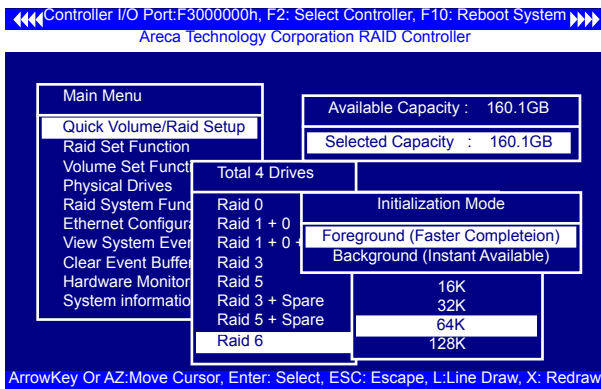 Controller I/O Port:F3000000h, F2: Select Controller, F10: Reboot System
Areca Technology Corporation RAID Controller
Main Menu
Quick Volume/Raid Setup
Raid Set Function
Volume Set Functi
Physical Drives
Raid System Func
Ethernet Configura
View System Even
Clear Event Buffer
Hardware Monitor
System informatio
Total 4 Drives
Raid 0
Raid 1 + 0
Raid 1 + 0 +
Raid 3
Raid 5
Raid 3 + Spare
Raid 5 + Spare
Raid 6
Available Capacity : 160.1GB
Selected Capacity : 160.1GB
Initialization Mode
Foreground (Faster Completeion)
Background (Instant Available)
16K
32K
64K
128K
ArrowKey Or AZ:Move Cursor, Enter: Select, ESC: Escape, L:Line Draw, X: Redraw